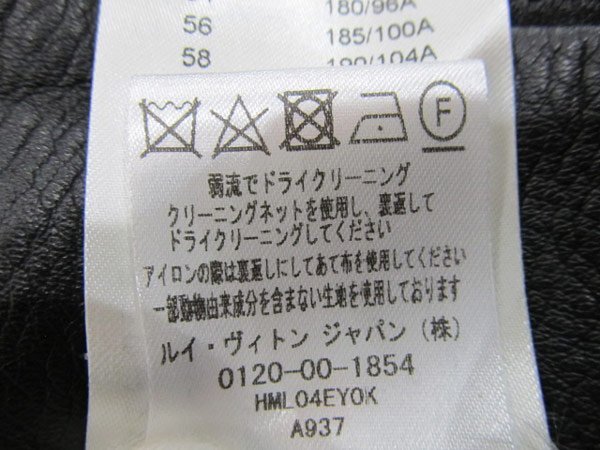 180/96A
56 185/100A
58 190/104A
F
弱流でドライクリーニング
クリーニングネットを使用し、裏返して
ドライクリーニングしてください
アイロンの際は裏返しにしてあて布を使用してください
一部動物由来成分を含まない生地を使用しております
ルイ・ヴィトン ジャパン (株)
0120-00-1854
HML04EYOK
A937